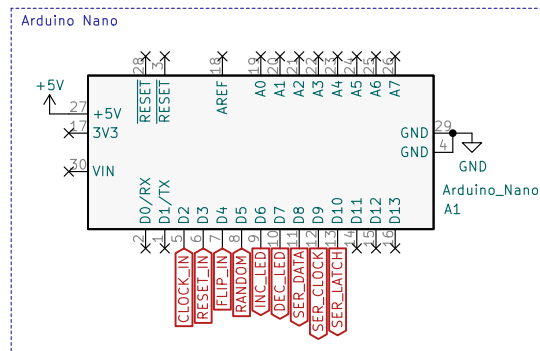 Arduino Nano
28 3 18 19 20 21 22 23 24 25 26
RESET RESET AREF A0 A1 A2 A3 A4 A5 A6 A7
+5V
27 +5V
17 3V3
30 VIN
GND 29
GND 4
GND
Arduino_Nano
A1
D0/RX D1/TX D2 D3 D4 D5 D6 D7 D8 D9 D10 D11 D12 D13
2 1 5 6 7 8 9 10 11 12 13 14 15 16
CLOCK_IN RESET_IN FLIP_IN RANDOM INC_LED DEC_LED SER_DATA SER_CLOCK SER_LATCH